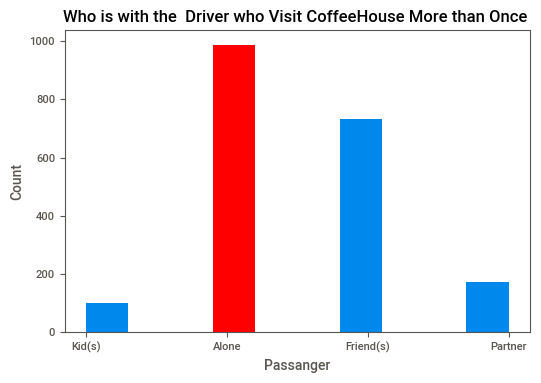 Who is with the  Driver who Visit CoffeeHouse More than Once
1000
800
600
400
200
0
Count
Kid(s) Alone Friend(s) Partner
Passanger